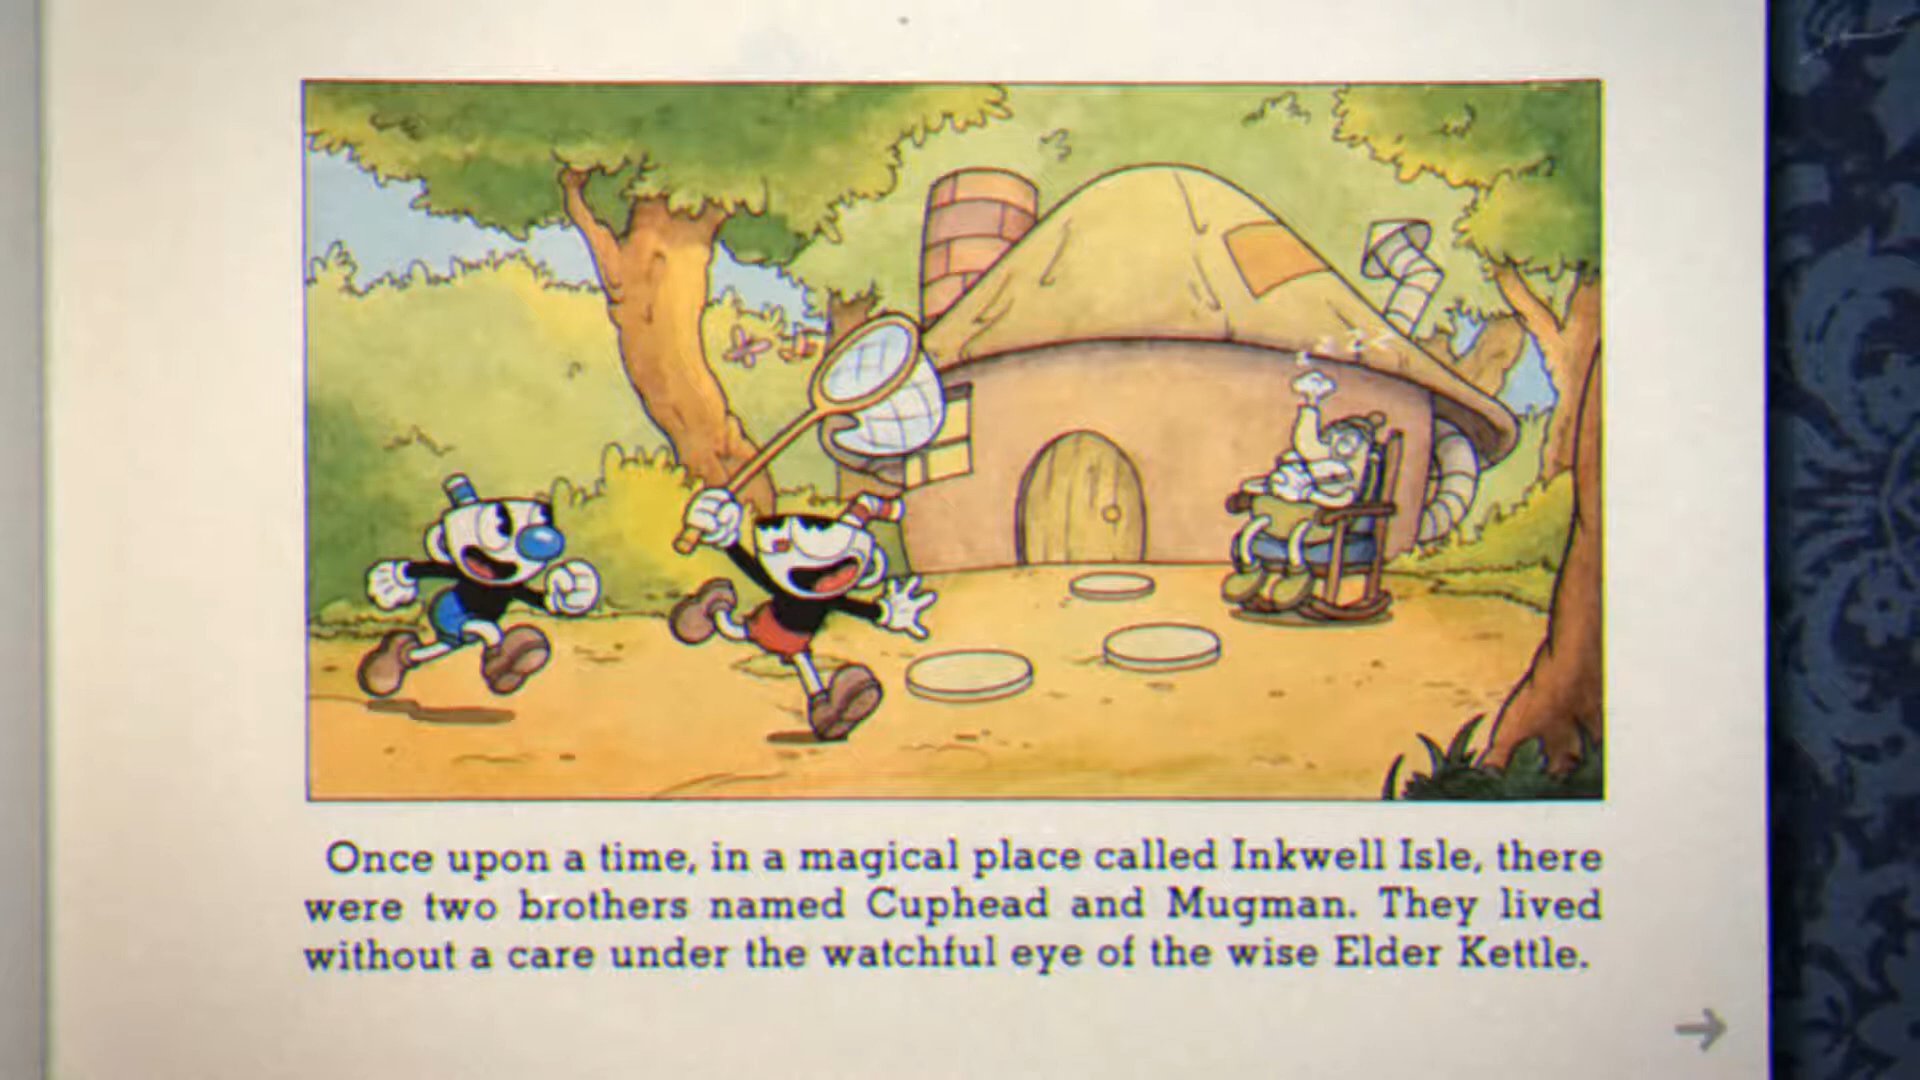 Once upon a time, in a magical place called Inkwell Isle, there
were two brothers named Cuphead and Mugman. They lived
without a care under the watchful eye of the wise Elder Kettle.